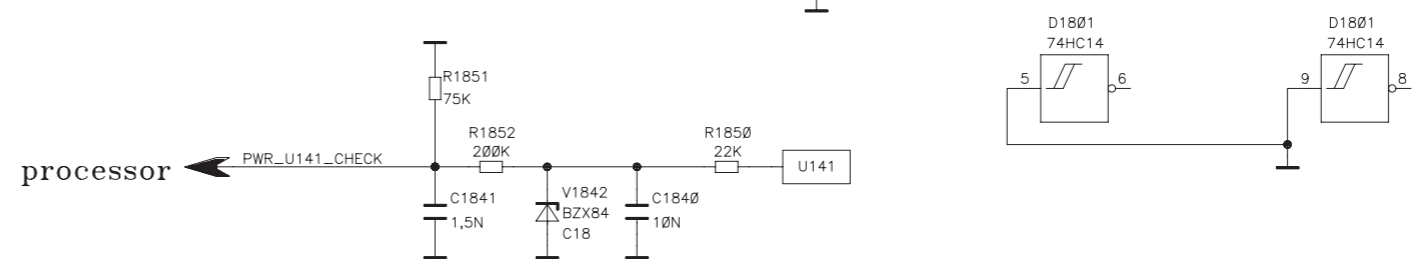 D18Ø1
74HC14
5
6
D18Ø1
74HC14
9
8
R1851
75K
R1852
2ØØK
R185Ø
22K
processor
PWR_U141_CHECK
U141
C1841
1,5N
V1842
BZX84
C18
C184Ø
1ØN